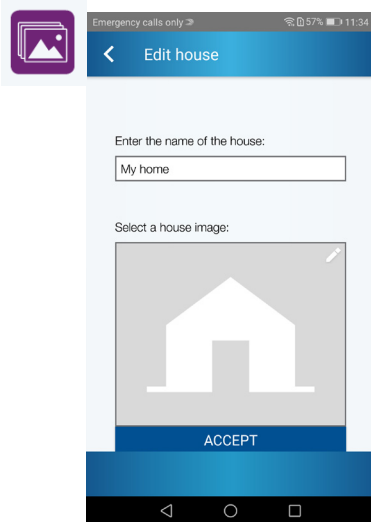 Emergency calls only
57% 11:34
Edit house
Enter the name of the house:
My home
Select a house image:
ACCEPT